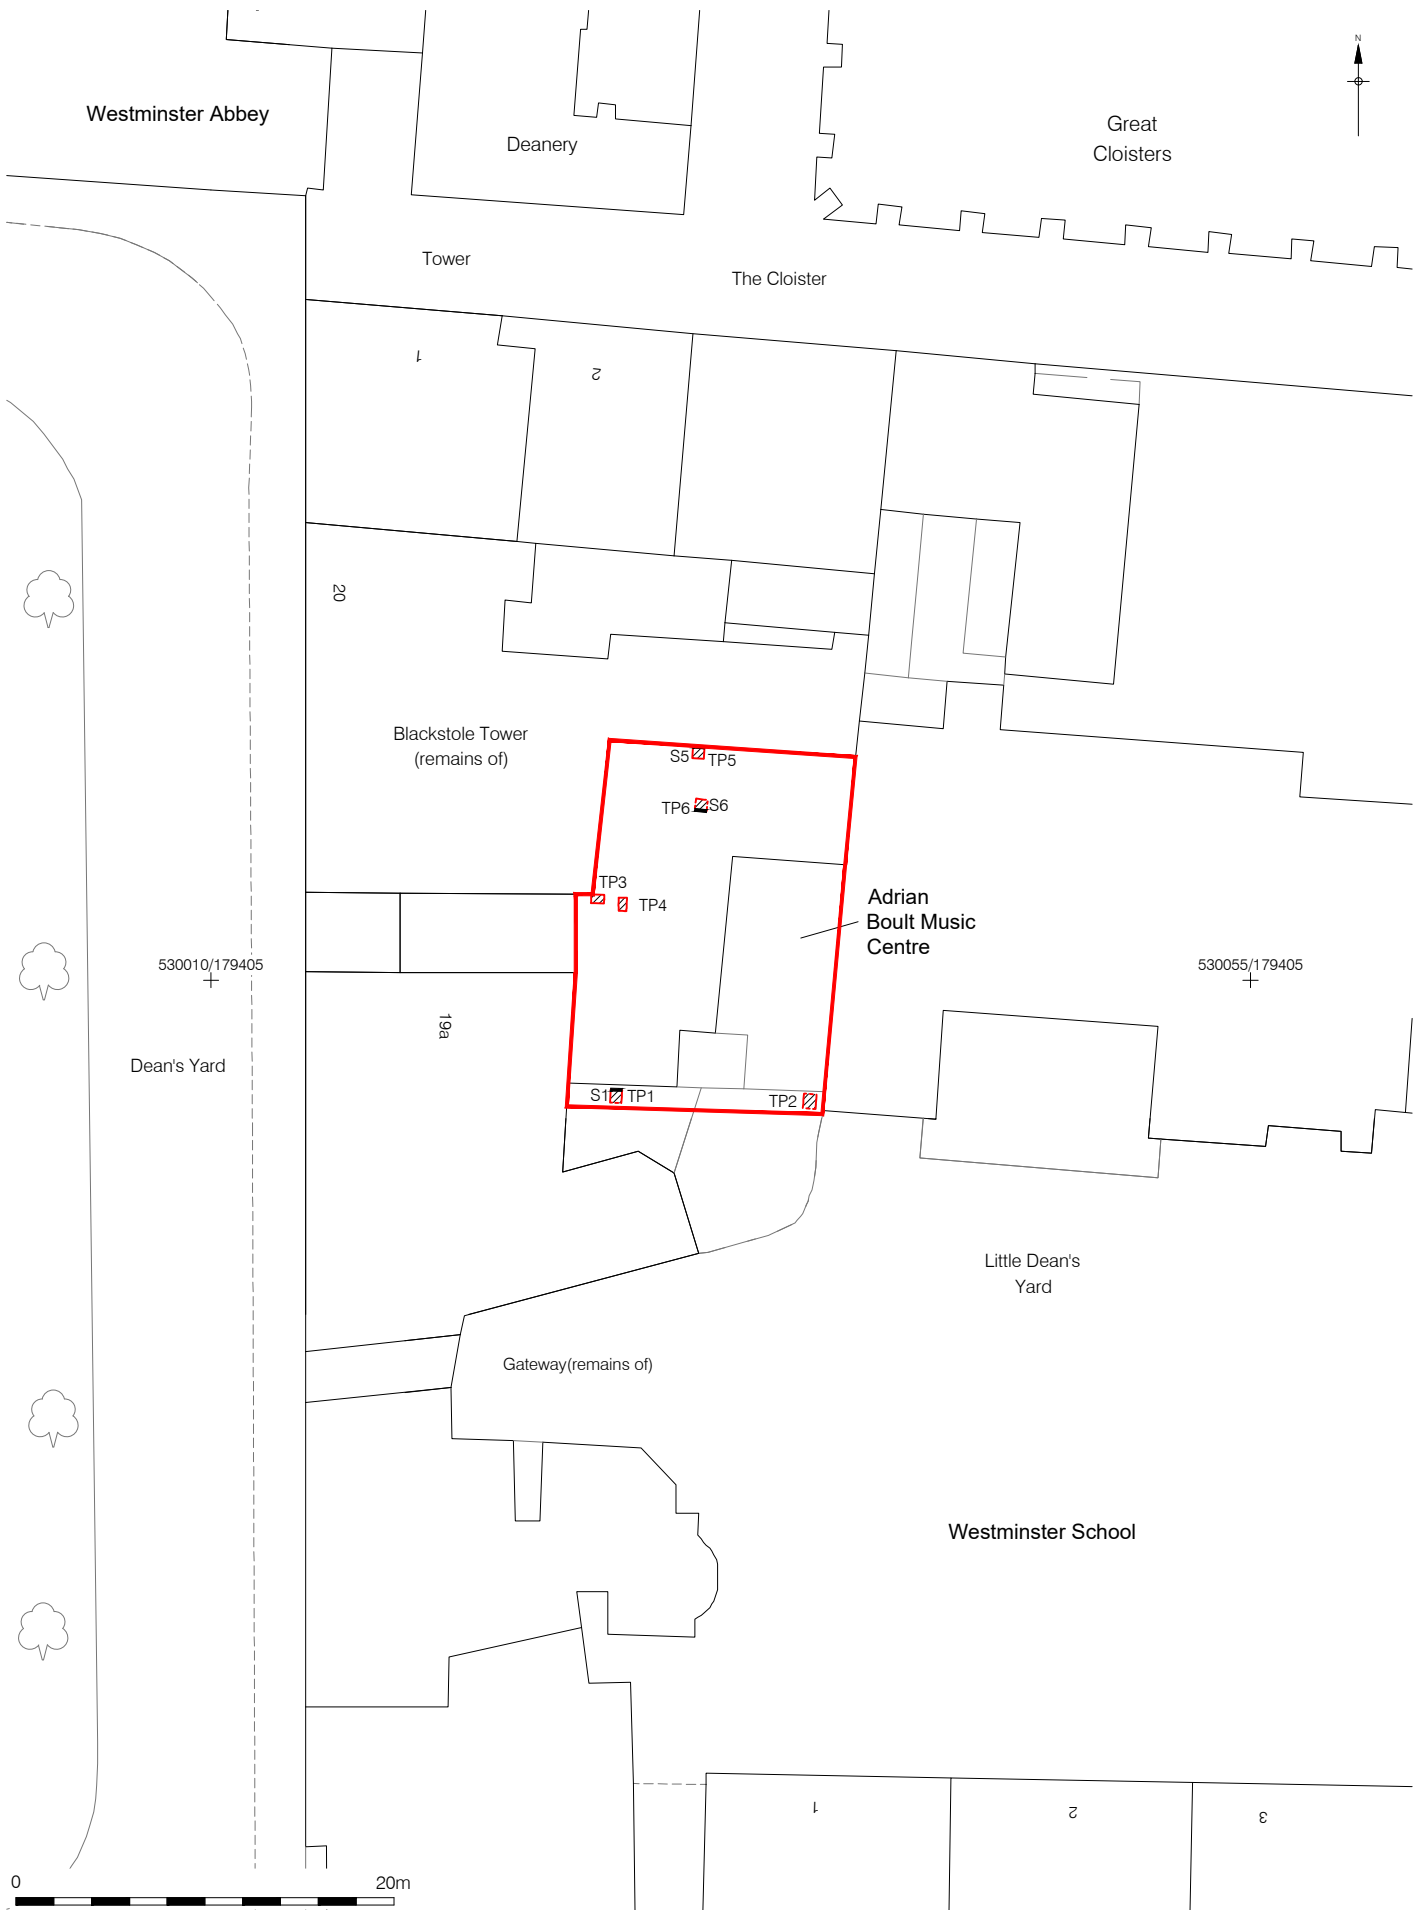 N
Westminster Abbey
Great
Cloisters
Deanery
Tower
The Cloister
1
2
20
Blackstole Tower
(remains of)
S5
TP5
TP6
S6
TP3
TP4
Adrian
Boult Music
Centre
530010/179405
530055/179405
19a
Dean's Yard
S1
TP1
TP2
Little Dean's
Yard
Gateway(remains of)
Westminster School
1
2
3
0
20m